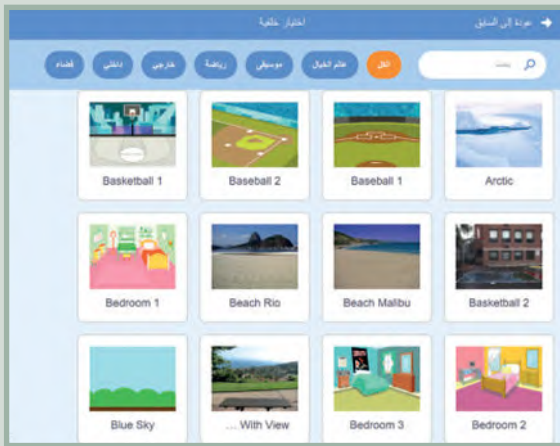 عودة إلى السابق
اختيار خلفية
بحث
الكل
عالم الخيال
موسيقى
رياضة
خارجي
داخلي
فضاء
Arctic
Baseball 1
Baseball 2
Basketball 1
Basketball 2
Beach Malibu
Beach Rio
Bedroom 1
Bedroom 2
Bedroom 3
... With View
Blue Sky